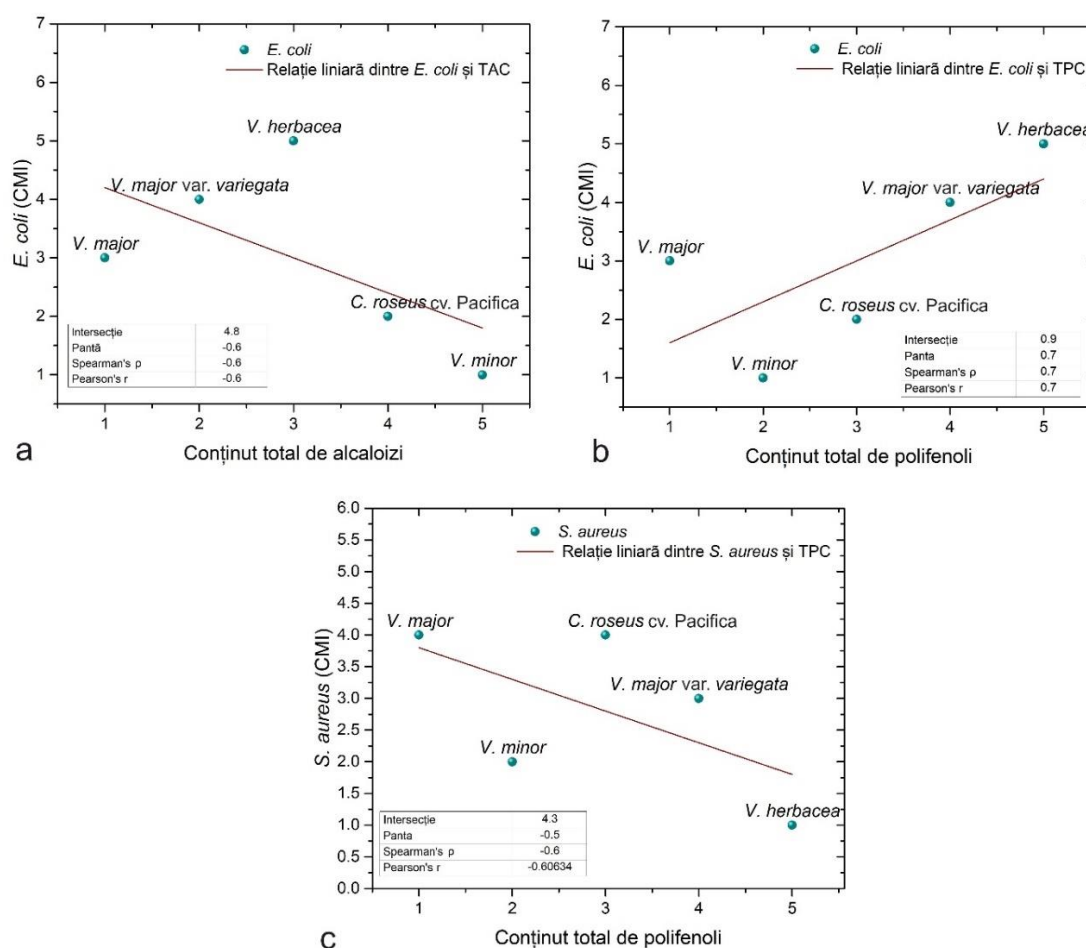 7
6
5
4
3
2
1
E. coli (CMI)
E. coli
Relație liniară dintre E. coli și TAC
V. herbacea
V. major var. variegata
V. major
C. roseus cv. Pacifica
V. minor
Intersecție 4.8
Pantă -0.6
Spearman's ρ -0.6
Pearson's r -0.6
1 2 3 4 5
Conținut total de alcaloizi
a
7
6
5
4
3
2
1
E. coli (CMI)
E. coli
Relație liniară dintre E. coli și TPC
V. herbacea
V. major var. variegata
V. major
C. roseus cv. Pacifica
V. minor
Intersecție 0.9
Panta 0.7
Spearman's ρ 0.7
Pearson's r 0.7
1 2 3 4 5
Conținut total de polifenoli
b
6.0
5.5
5.0
4.5
4.0
3.5
3.0
2.5
2.0
1.5
1.0
0.5
0.0
S. aureus (CMI)
S. aureus
Relație liniară dintre S. aureus și TPC
V. major
C. roseus cv. Pacifica
V. major var. variegata
V. minor
V. herbacea
Intersecție 4.3
Panta -0.5
Spearman's ρ -0.6
Pearson's r -0.60634
1 2 3 4 5
Conținut total de polifenoli
c